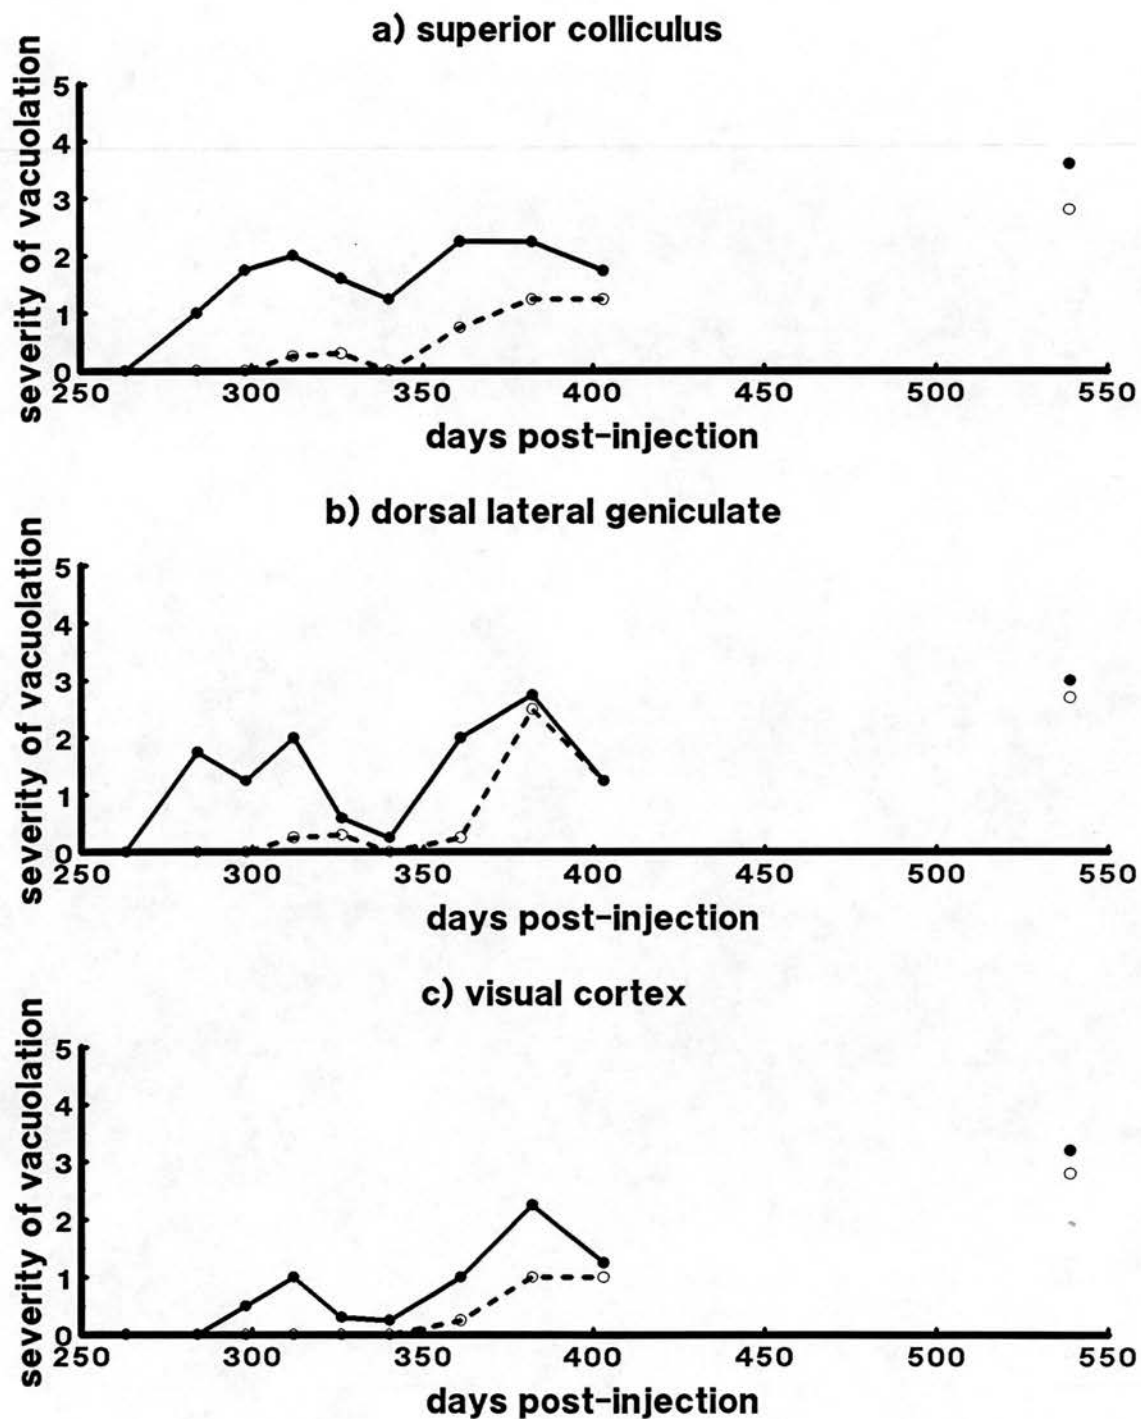 a) superior colliculus
severity of vacuolation
5
4
3
2
1
0
250 300 350 400 450 500 550
days post-injection
b) dorsal lateral geniculate
severity of vacuolation
5
4
3
2
1
0
250 300 350 400 450 500 550
days post-injection
c) visual cortex
severity of vacuolation
5
4
3
2
1
0
250 300 350 400 450 500 550
days post-injection